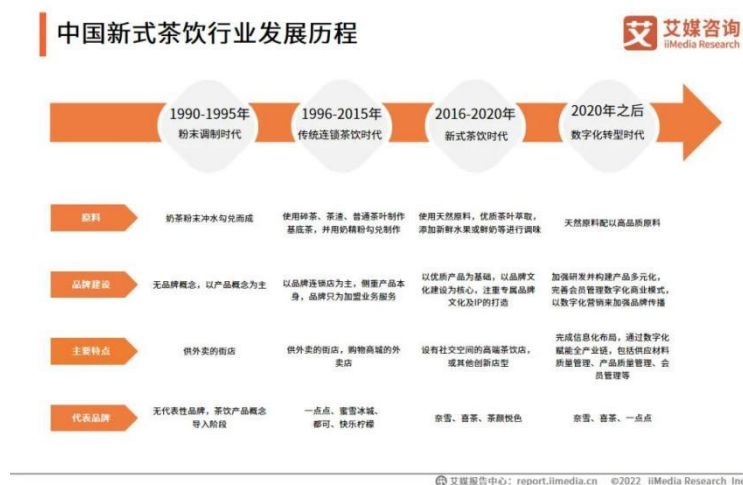 中国新式茶饮行业发展历程
艾
艾媒咨询
iiMedia Research
1990-1995年
粉末调制时代
1996-2015年
传统连锁茶饮时代
2016-2020年
新式茶饮时代
2020年之后
数字化转型时代
原料
奶茶粉末冲水勾兑而成
使用碎茶、茶渣、普通茶叶制作
基底茶，并用奶精粉勾兑制作
使用天然原料，优质茶叶萃取，
添加新鲜水果或鲜奶等进行调味
天然原料配以高品质原料
品牌建设
无品牌概念，以产品概念为主
以品牌连锁店为主，侧重产品本
身，品牌只为加盟业务服务
以优质产品为基础，以品牌文
化建设为核心，注重专属品牌
文化及IP的打造
加强研发并构建产品多元化，
完善会员管理数字化商业模式，
以数字化营销来加强品牌传播
主要特点
供外卖的街店
供外卖的街店，购物商城的外
卖店
设有社交空间的高端茶饮店，
或其他创新店型
完成信息化布局，通过数字化
赋能全产业链，包括供应材料
质量管理、产品质量管理、会
员管理等
代表品牌
无代表性品牌，茶饮产品概念
导入阶段
一点点、蜜雪冰城、
都可、快乐柠檬
奈雪、喜茶、茶颜悦色
奈雪、喜茶、一点点
艾媒报告中心：report.iimedia.cn ©2022 iiMedia Research Inc